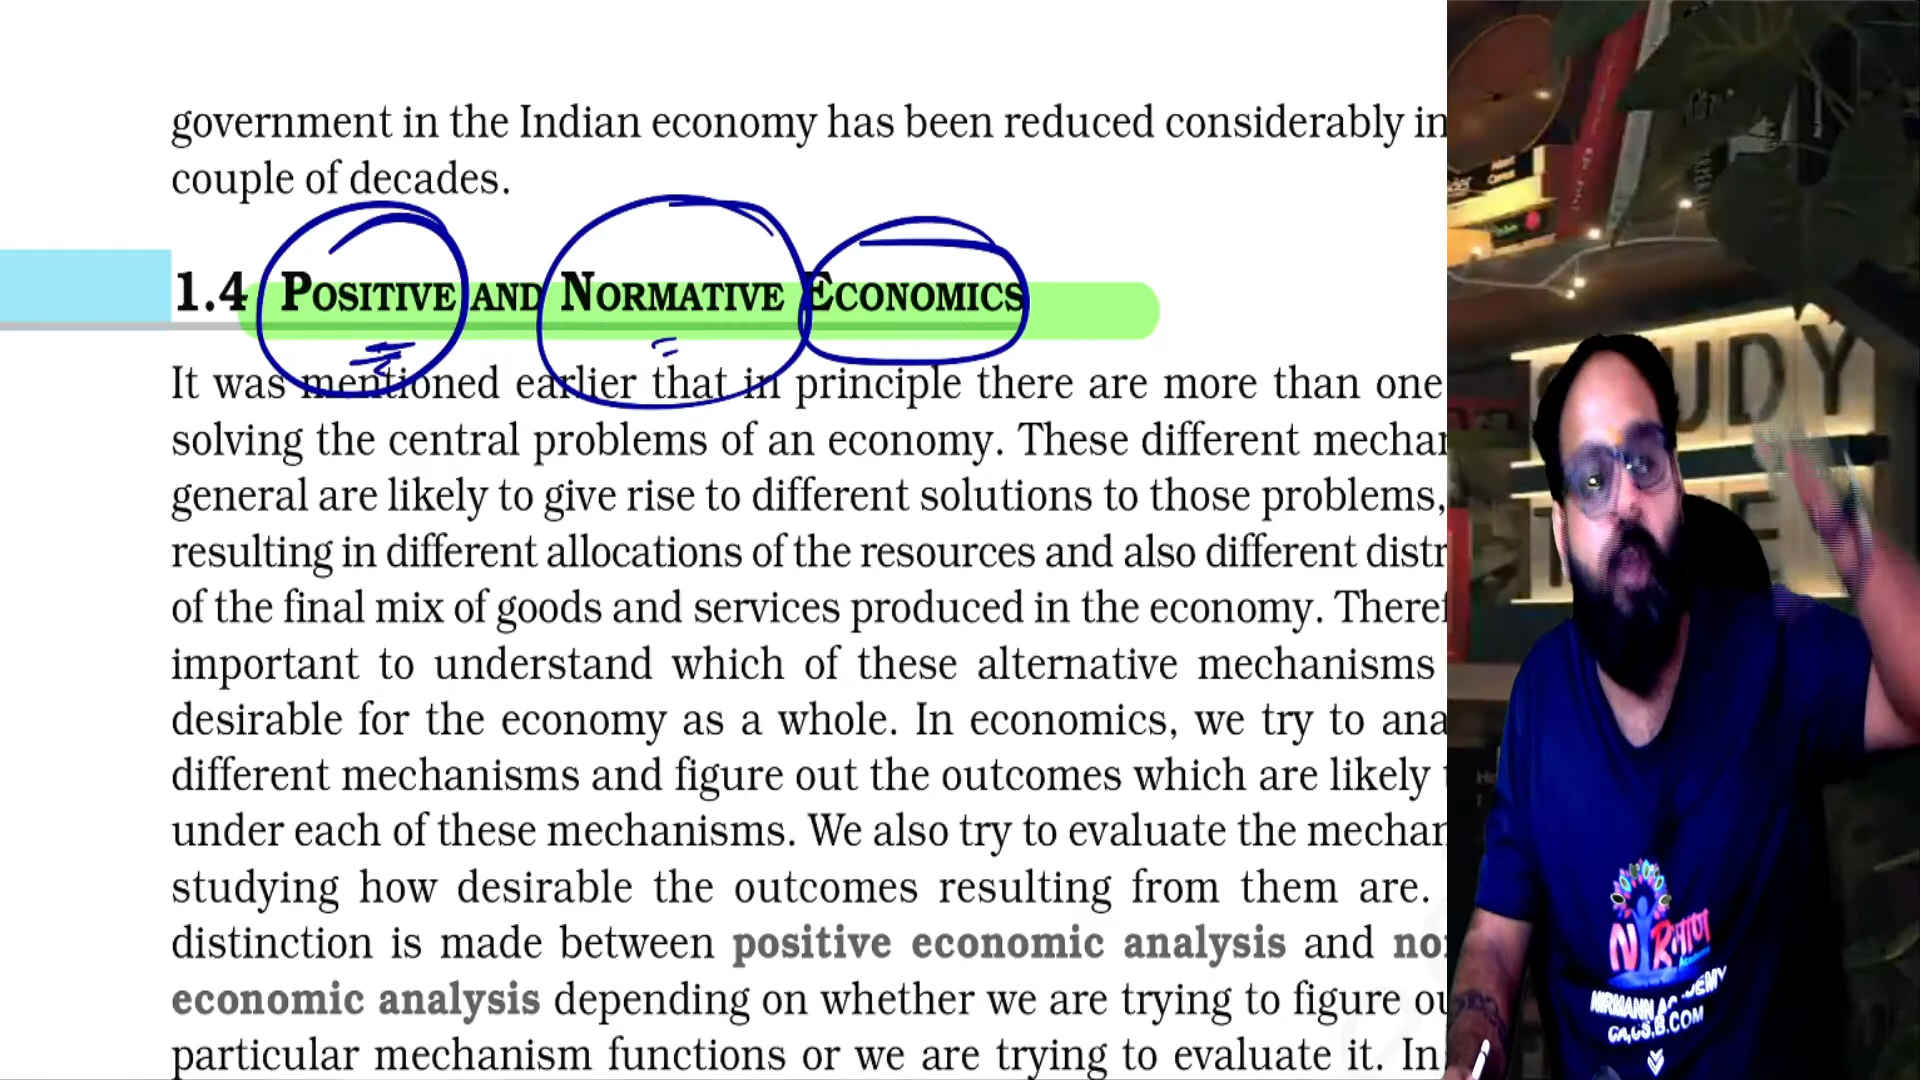 government in the Indian economy has been reduced considerably in
couple of decades.
1.4 POSITIVE AND NORMATIVE ECONOMICS
It was mentioned earlier that in principle there are more than one
solving the central problems of an economy. These different mechan
general are likely to give rise to different solutions to those problems,
resulting in different allocations of the resources and also different distr
of the final mix of goods and services produced in the economy. Theref
important to understand which of these alternative mechanisms
desirable for the economy as a whole. In economics, we try to ana
different mechanisms and figure out the outcomes which are likely
under each of these mechanisms. We also try to evaluate the mechan
studying how desirable the outcomes resulting from them are.
distinction is made between positive economic analysis and no
economic analysis depending on whether we are trying to figure ou
particular mechanism functions or we are trying to evaluate it. In
STUDY
NIRMANN ACADEMY